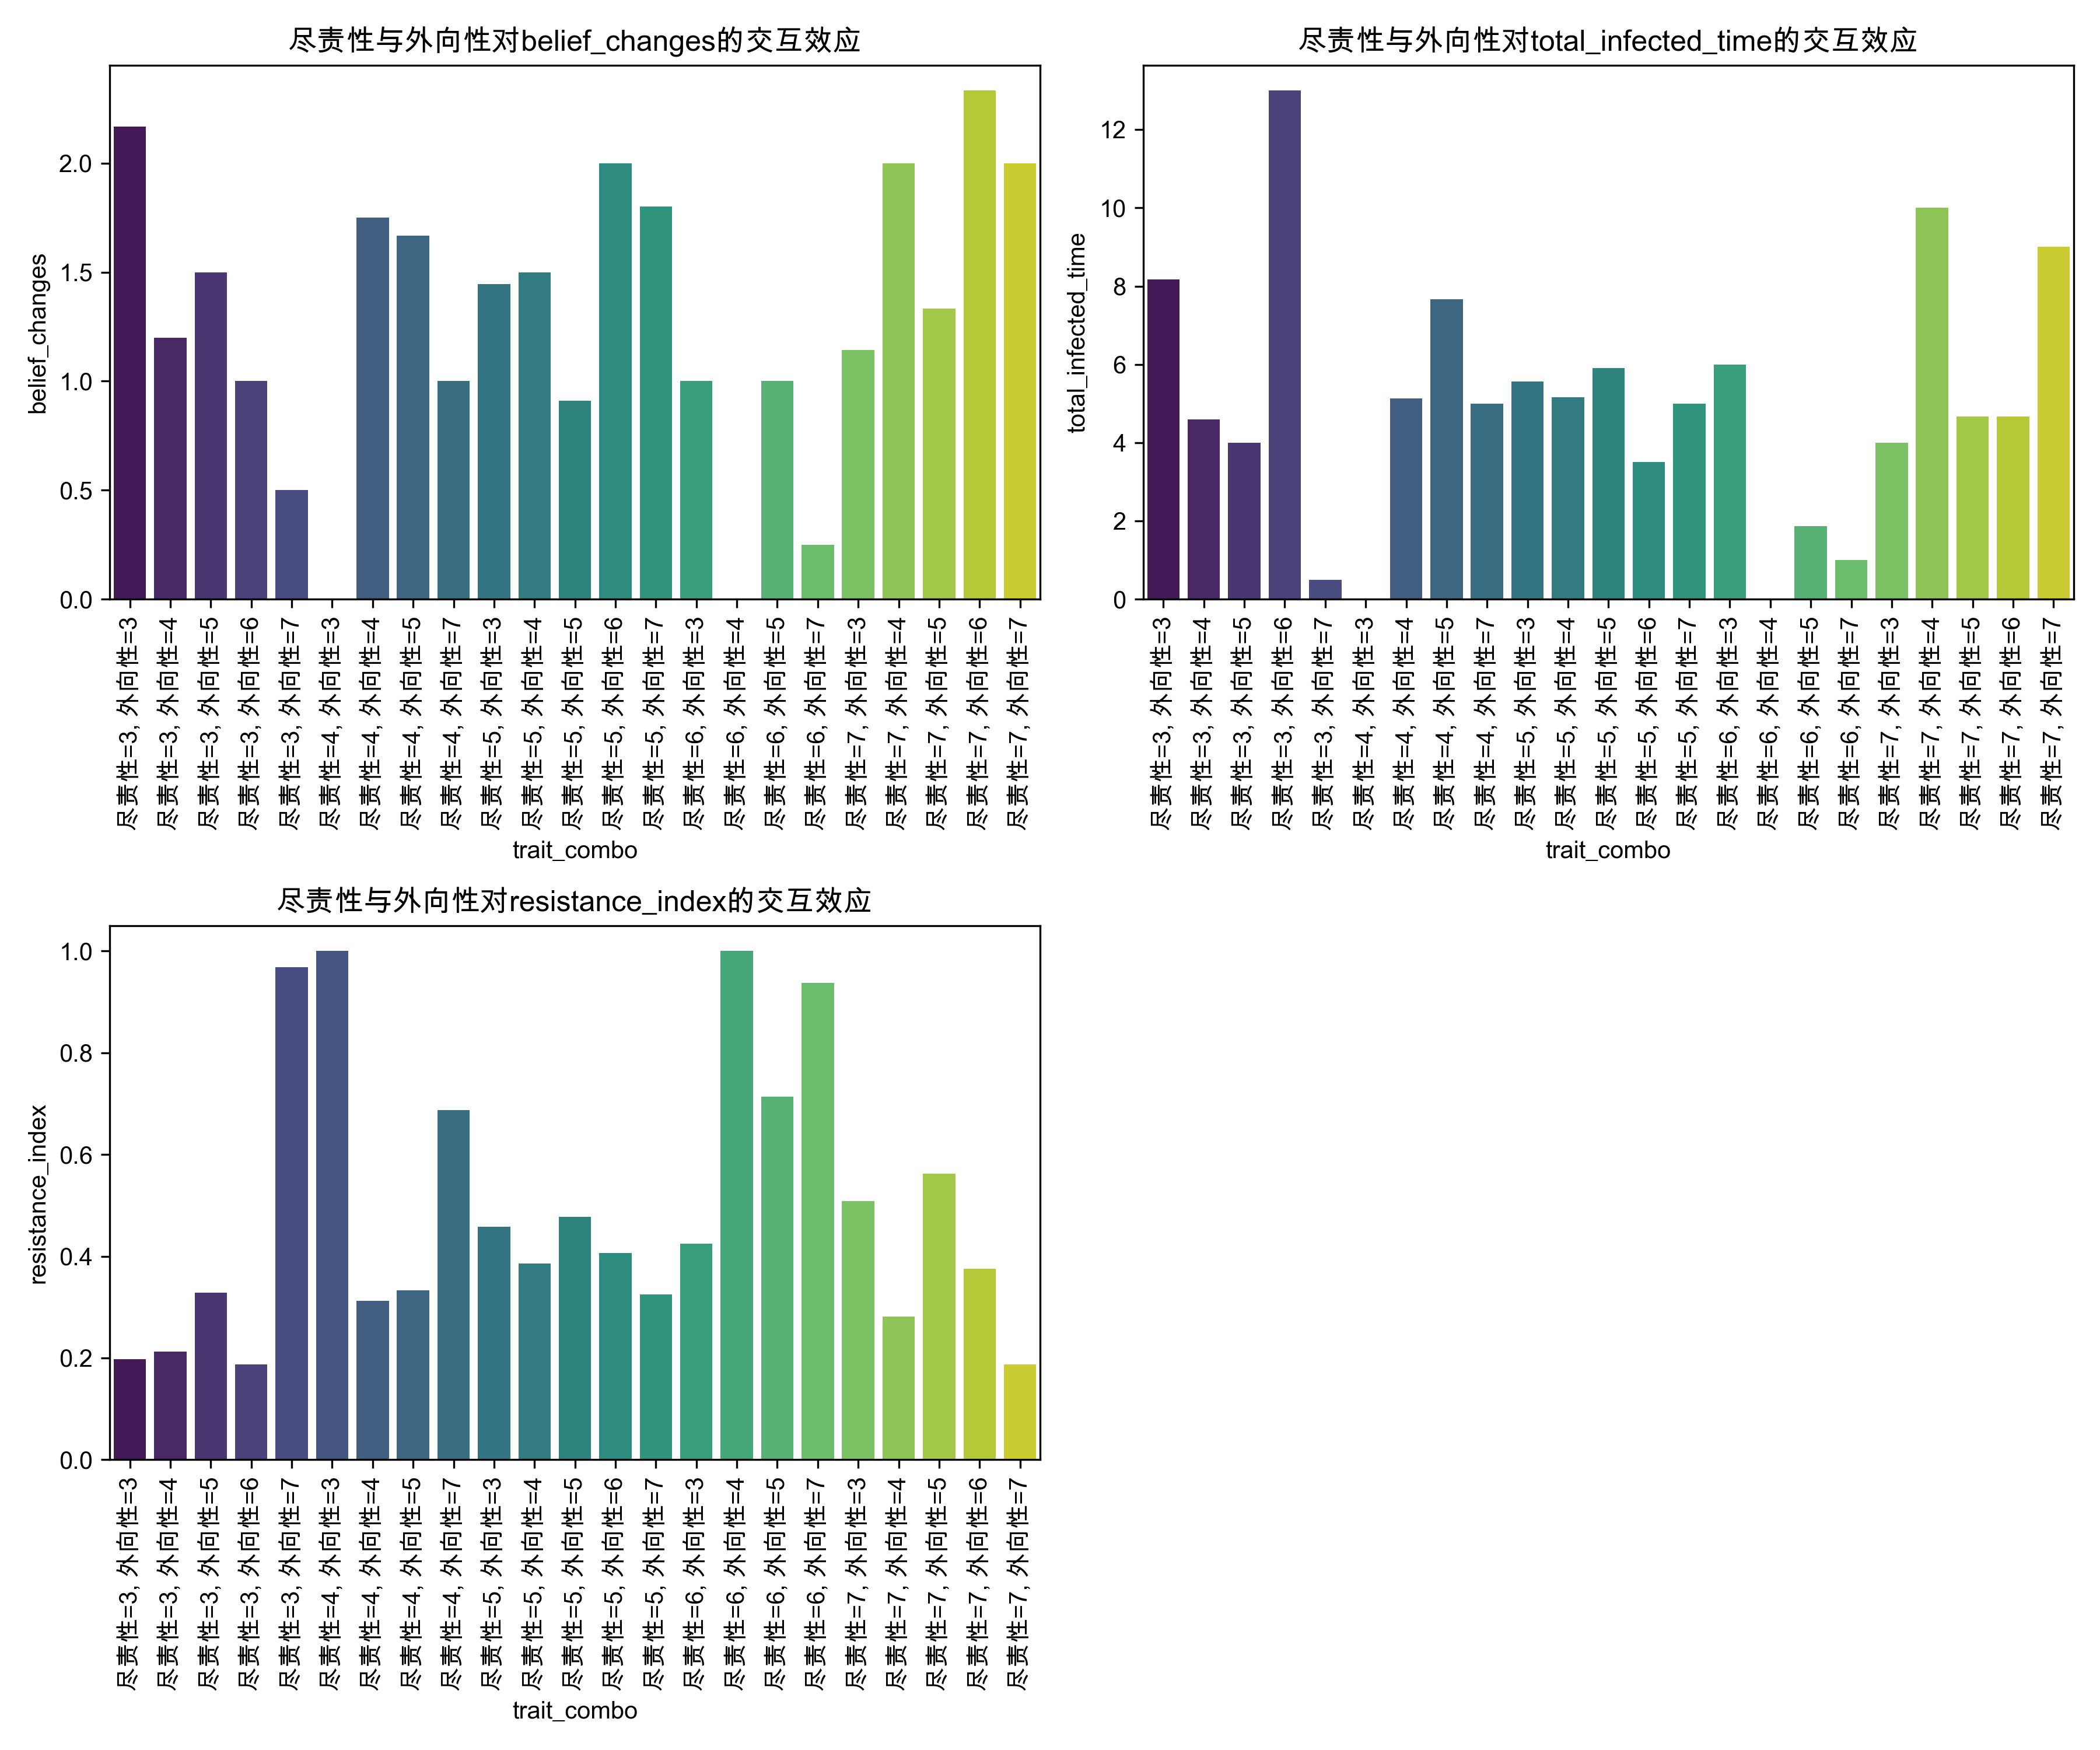 尽责性与外向性对belief_changes的交互效应
belief_changes
2.0
1.5
1.0
0.5
0.0
尽责性=3, 外向性=3
尽责性=3, 外向性=4
尽责性=3, 外向性=5
尽责性=3, 外向性=6
尽责性=3, 外向性=7
尽责性=4, 外向性=3
尽责性=4, 外向性=4
尽责性=4, 外向性=5
尽责性=4, 外向性=7
尽责性=5, 外向性=3
尽责性=5, 外向性=4
尽责性=5, 外向性=5
尽责性=5, 外向性=6
尽责性=5, 外向性=7
尽责性=6, 外向性=3
尽责性=6, 外向性=4
尽责性=6, 外向性=5
尽责性=6, 外向性=7
尽责性=7, 外向性=3
尽责性=7, 外向性=4
尽责性=7, 外向性=5
尽责性=7, 外向性=6
尽责性=7, 外向性=7
trait_combo
尽责性与外向性对total_infected_time的交互效应
total_infected_time
12
10
8
6
4
2
0
尽责性=3, 外向性=3
尽责性=3, 外向性=4
尽责性=3, 外向性=5
尽责性=3, 外向性=6
尽责性=3, 外向性=7
尽责性=4, 外向性=3
尽责性=4, 外向性=4
尽责性=4, 外向性=5
尽责性=4, 外向性=7
尽责性=5, 外向性=3
尽责性=5, 外向性=4
尽责性=5, 外向性=5
尽责性=5, 外向性=6
尽责性=5, 外向性=7
尽责性=6, 外向性=3
尽责性=6, 外向性=4
尽责性=6, 外向性=5
尽责性=6, 外向性=7
尽责性=7, 外向性=3
尽责性=7, 外向性=4
尽责性=7, 外向性=5
尽责性=7, 外向性=6
尽责性=7, 外向性=7
trait_combo
尽责性与外向性对resistance_index的交互效应
resistance_index
1.0
0.8
0.6
0.4
0.2
0.0
尽责性=3, 外向性=3
尽责性=3, 外向性=4
尽责性=3, 外向性=5
尽责性=3, 外向性=6
尽责性=3, 外向性=7
尽责性=4, 外向性=3
尽责性=4, 外向性=4
尽责性=4, 外向性=5
尽责性=4, 外向性=7
尽责性=5, 外向性=3
尽责性=5, 外向性=4
尽责性=5, 外向性=5
尽责性=5, 外向性=6
尽责性=5, 外向性=7
尽责性=6, 外向性=3
尽责性=6, 外向性=4
尽责性=6, 外向性=5
尽责性=6, 外向性=7
尽责性=7, 外向性=3
尽责性=7, 外向性=4
尽责性=7, 外向性=5
尽责性=7, 外向性=6
尽责性=7, 外向性=7
trait_combo